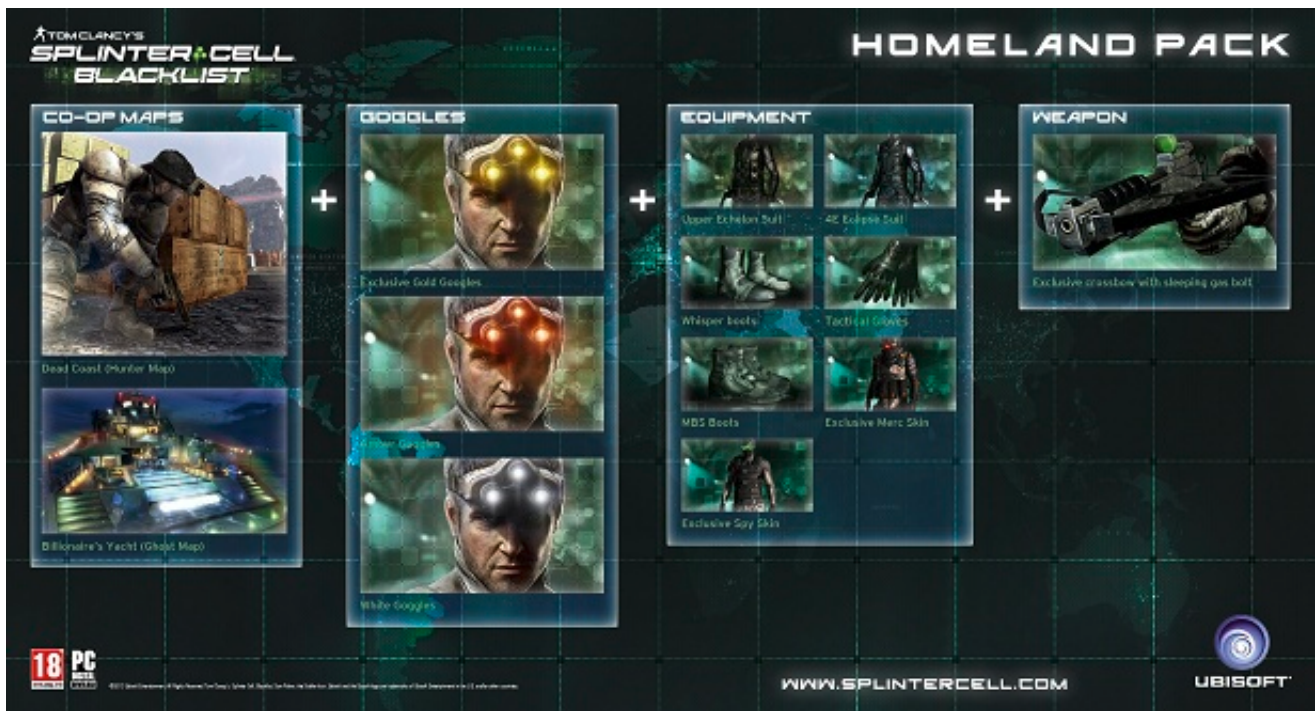 TOM CLANCY'S
SPLINTER CELL
BLACKLIST
HOMELAND PACK
CO-OP MAPS
Dead Coast (Hunter Map)
Billionaire's Yacht (Ghost Map)
+
GOGGLES
Exclusive Gold Googles
Amber Goggles
White Goggles
+
EQUIPMENT
Upper Echelon Suit
4E Eclipse Suit
Whisper boots
Tactical Gloves
MBS Boots
Exclusive Merc Skin
Exclusive Spy Skin
+
WEAPON
Exclusive crossbow with sleeping gas bolt
18
PC
WWW.SPLINTERCELL.COM
UBISOFT